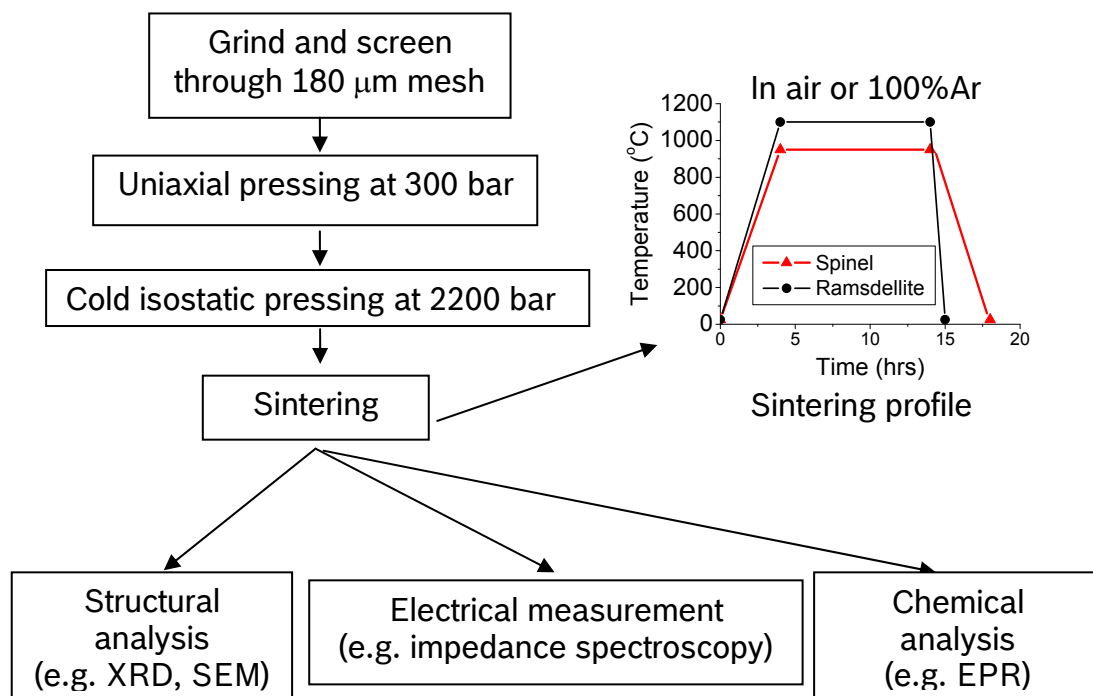 Grind and screen
through 180 μm mesh
Uniaxial pressing at 300 bar
Cold isostatic pressing at 2200 bar
Sintering
In air or 100%Ar
1200
1000
800
600
400
200
0
Temperature (°C)
Spinel
Ramsdellite
0
5
10
15
20
Time (hrs)
Sintering profile
Structural
analysis
(e.g. XRD, SEM)
Electrical measurement
(e.g. impedance spectroscopy)
Chemical
analysis
(e.g. EPR)